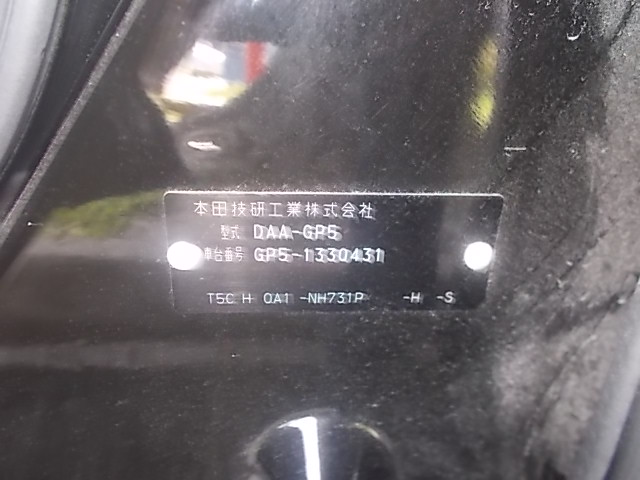 本田技研工業株式会社
型式 DAA-GP5
車台番号 GP5-1330431
T5C H 0A1 -NH731P -H -S